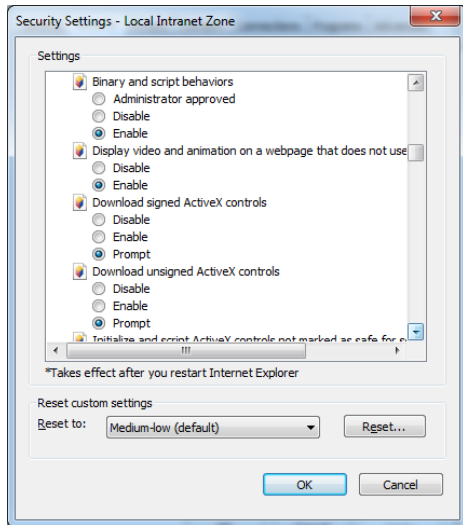 Security Settings - Local Intranet Zone
Settings
Binary and script behaviors
Administrator approved
Disable
Enable
Display video and animation on a webpage that does not use
Disable
Enable
Download signed ActiveX controls
Disable
Enable
Prompt
Download unsigned ActiveX controls
Disable
Enable
Prompt
Initialize and script ActiveX controls not marked as safe for
*Takes effect after you restart Internet Explorer
Reset custom settings
Reset to: Medium-low (default) Reset...
OK Cancel